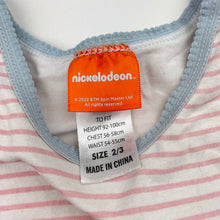 nickelodeon
© 2022 &TM Spin Master Ltd
All rights reserved.
TO FIT
HEIGHT 92-100cm
CHEST 56-58cm
WAIST 54-55cm
SIZE 2/3
MADE IN CHINA